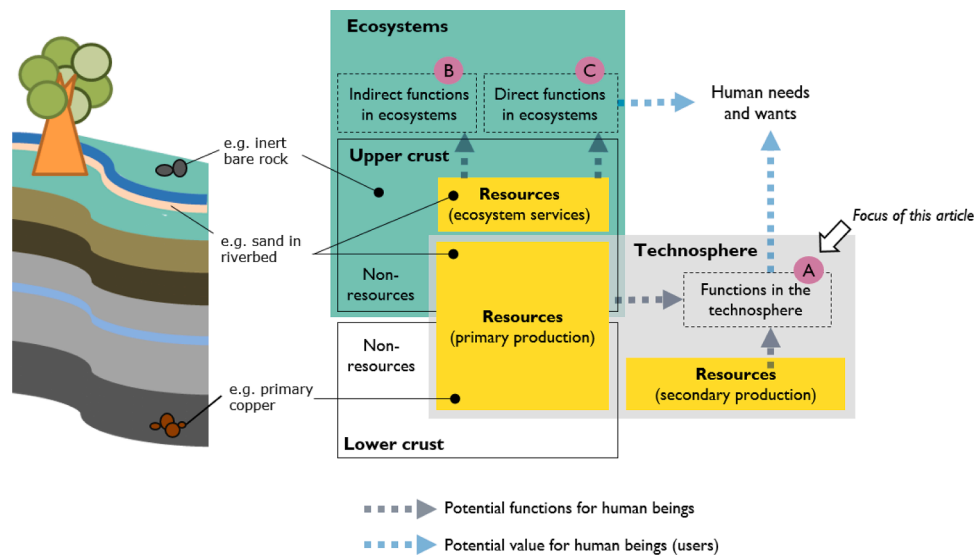 Ecosystems
B
C
Indirect functions
in ecosystems
Direct functions
in ecosystems
Human needs
and wants
e.g. inert
bare rock
Upper crust
Resources
(ecosystem services)
Focus of this article
e.g. sand in
riverbed
Technosphere
A
Non-
resources
Functions in the
technosphere
Resources
(primary production)
Non-
resources
Resources
(secondary production)
e.g. primary
copper
Lower crust
Potential functions for human beings
Potential value for human beings (users)